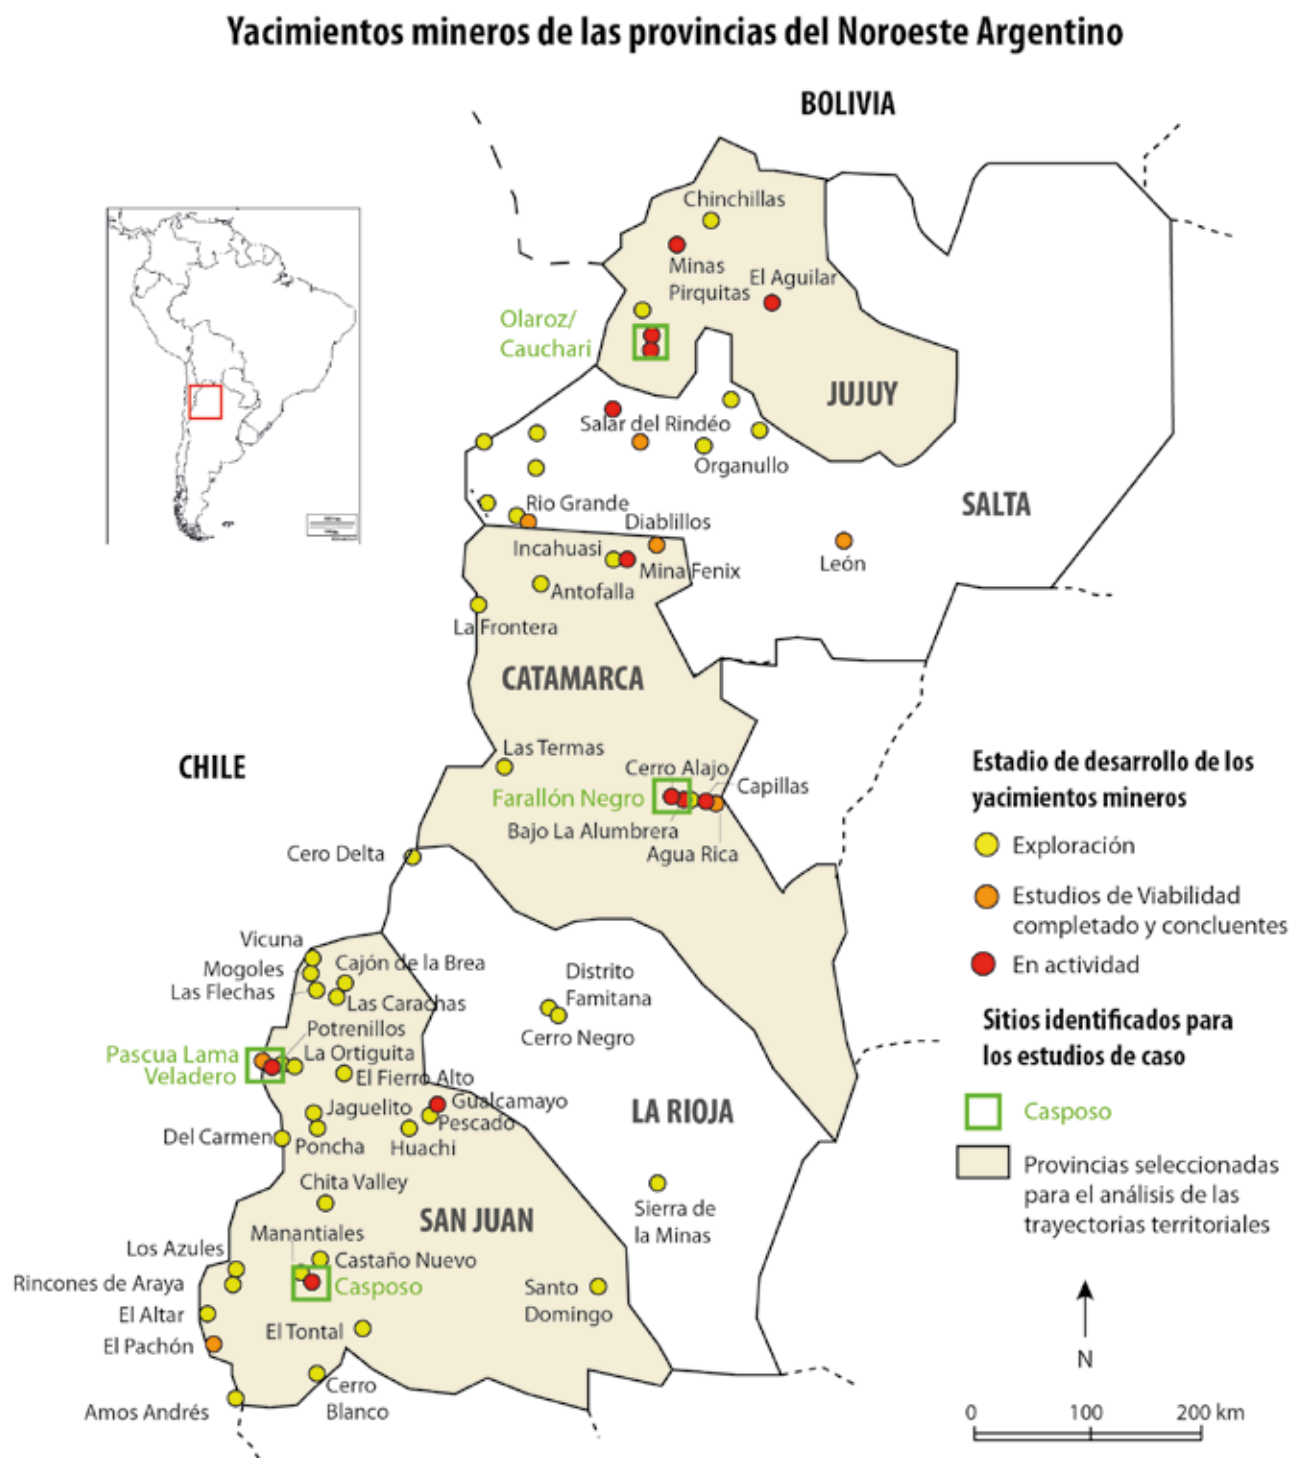 Yacimientos mineros de las provincias del Noroeste Argentino
BOLIVIA
Chinchillas
Minas
Pirquitas
El Aguilar
Olaroz/
Cauchari
JUJUY
Salar del Rindéo
Organullo
SALTA
Rio Grande
Diablillos
Incahuasi
Mina Fenix
León
Antofalla
La Frontera
CATAMARCA
CHILE
Las Termas
Cerro Alajo
Farallón Negro
Capillas
Bajo La Alumbrera
Agua Rica
Cero Delta
Vicuna
Mogoles
Cajón de la Brea
Las Flechas
Las Carachas
Distrito
Famitana
Potrenillos
Cerro Negro
Pascua Lama
Veladero
La Ortiguita
El Fierro Alto
Jaguelito
Gualcamayo
Pescado
LA RIOJA
Del Carmen
Poncha
Huachi
Chita Valley
Sierra de
la Minas
SAN JUAN
Manantiales
Los Azules
Castaño Nuevo
Rincones de Araya
Casposo
Santo
Domingo
El Altar
El Tontal
El Pachón
Cerro
Blanco
Amos Andrés
Estadio de desarrollo de los
yacimientos mineros
Exploración
Estudios de Viabilidad
completado y concluentes
En actividad
Sitios identificados para
los estudios de caso
Casposo
Provincias seleccionadas
para el análisis de las
trayectorias territoriales
N
0 100 200 km